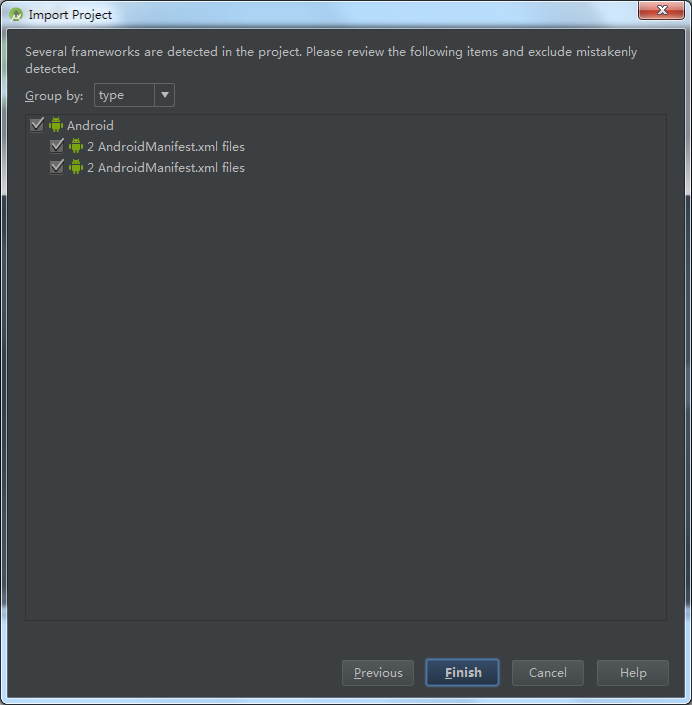 Import Project
Several frameworks are detected in the project. Please review the following items and exclude mistakenly
detected.
Group by: type
Android
2 AndroidManifest.xml files
2 AndroidManifest.xml files
Previous Finish Cancel Help